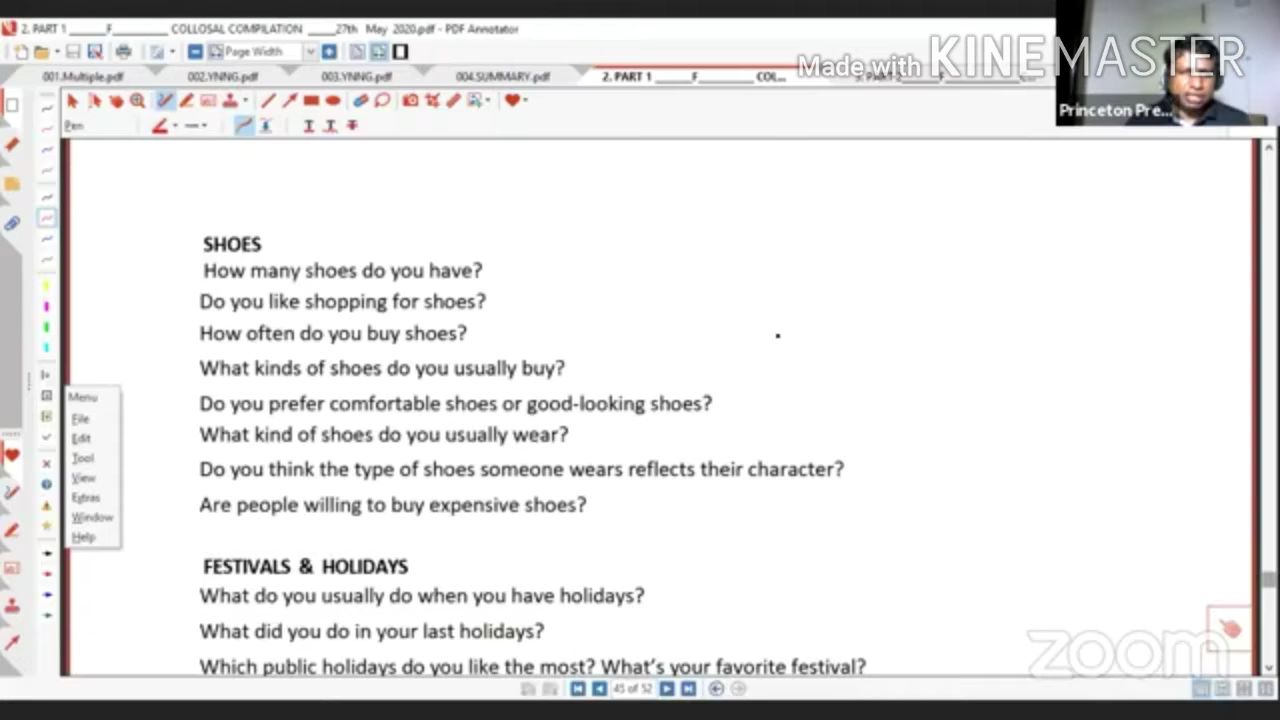 2. PART 1 _____F________ COLLOSAL COMPILATION ____27th May 2020.pdf - PDF Annotator
Page Width
Made with KINEMASTER
001.Multiple.pdf 002.YNNG.pdf 003.YNNG.pdf 004.SUMMARY.pdf 2. PART 1 _____F________ COL...
Princeton Pre...
Pen
SHOES
How many shoes do you have?
Do you like shopping for shoes?
How often do you buy shoes?
What kinds of shoes do you usually buy?
Do you prefer comfortable shoes or good-looking shoes?
What kind of shoes do you usually wear?
Do you think the type of shoes someone wears reflects their character?
Are people willing to buy expensive shoes?
Menu
File
Edit
Tool
View
Extras
Window
Help
FESTIVALS & HOLIDAYS
What do you usually do when you have holidays?
What did you do in your last holidays?
Which public holidays do you like the most? What's your favorite festival?
zoom
45 of 52